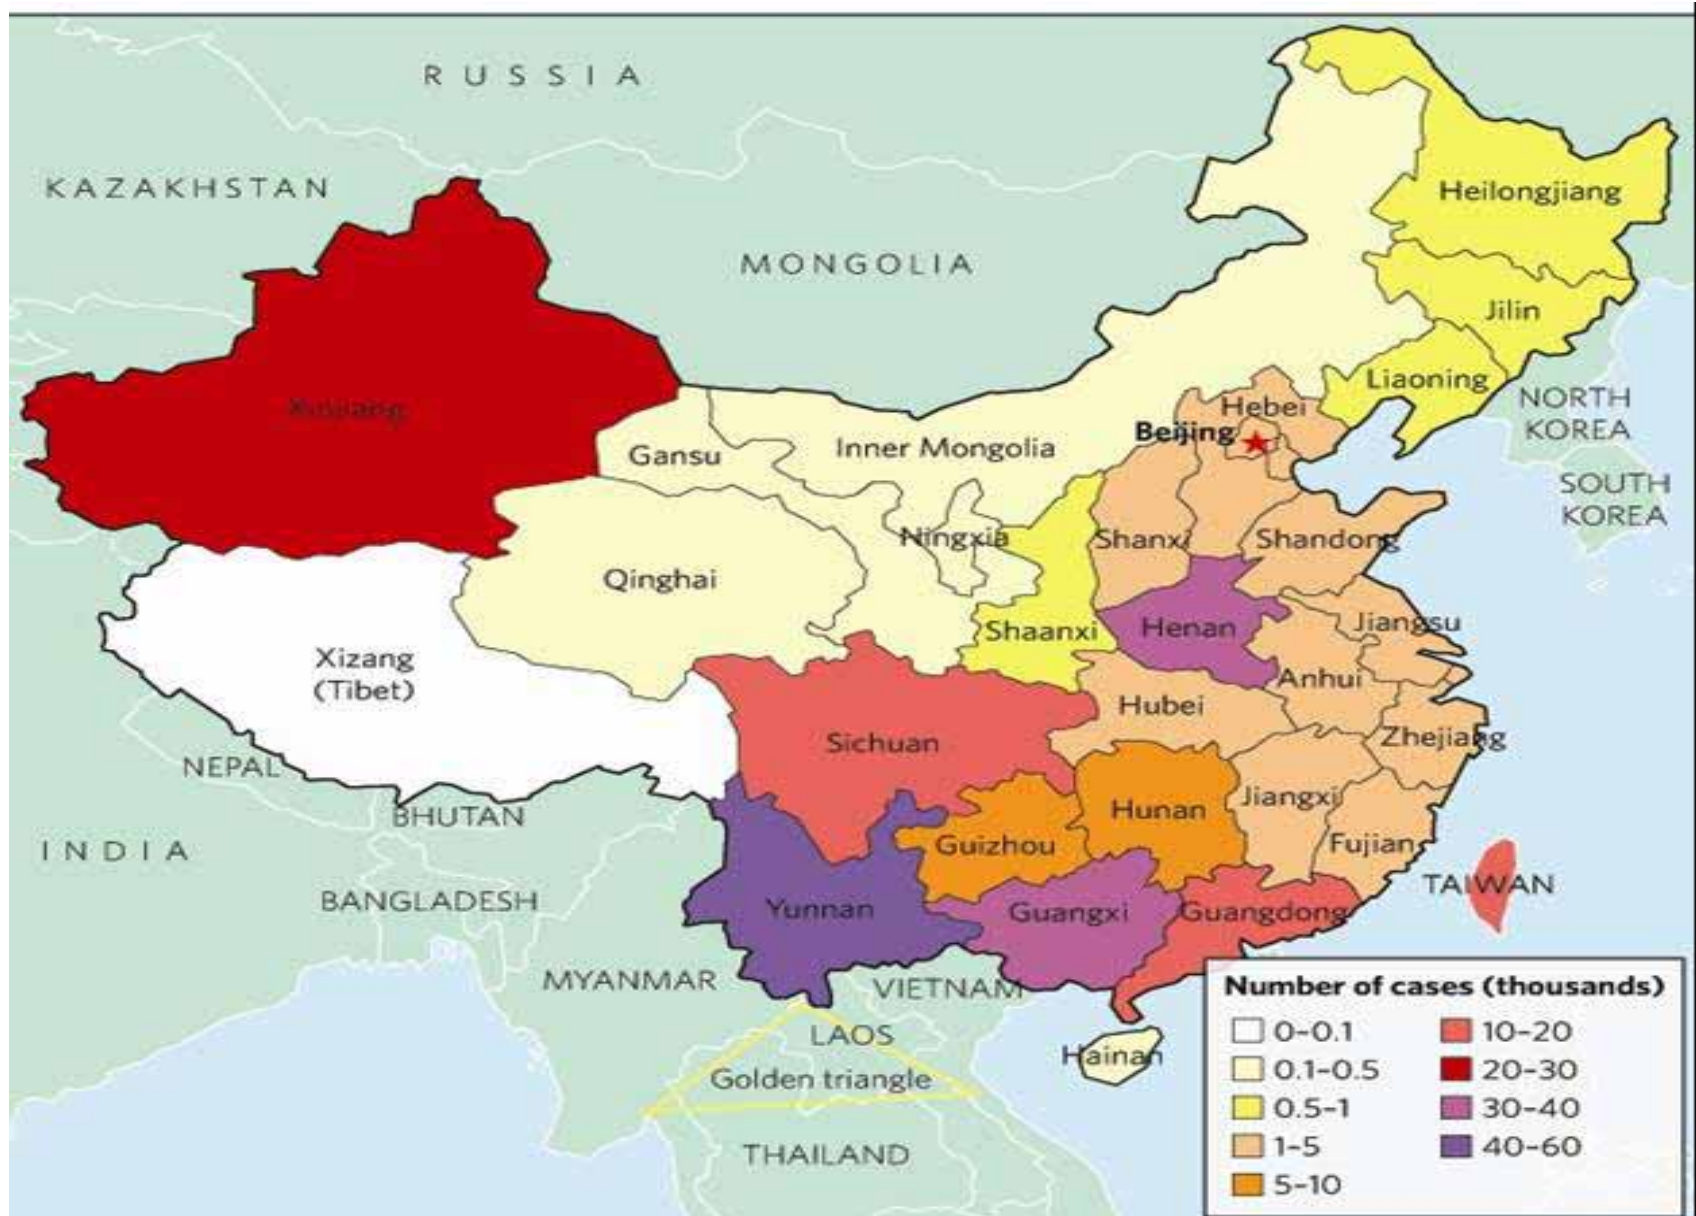 RUSSIA
KAZAKHSTAN
MONGOLIA
Heilongjiang
Jilin
Liaoning
NORTH
KOREA
SOUTH
KOREA
Xinjiang
Gansu
Inner Mongolia
Hebei
Beijing
Ningxia
Shanxi
Shandong
Qinghai
Shaanxi
Henan
Jiangsu
Xizang
(Tibet)
Anhui
Hubei
Sichuan
Zhejiang
NEPAL
BHUTAN
Hunan
Jiangxi
INDIA
Guizhou
Fujian
BANGLADESH
Yunnan
Guangxi
Guangdong
TAIWAN
MYANMAR
VIETNAM
LAOS
Golden triangle
Hainan
THAILAND
Number of cases (thousands)
0–0.1
0.1–0.5
0.5–1
1–5
5–10
10–20
20–30
30–40
40–60